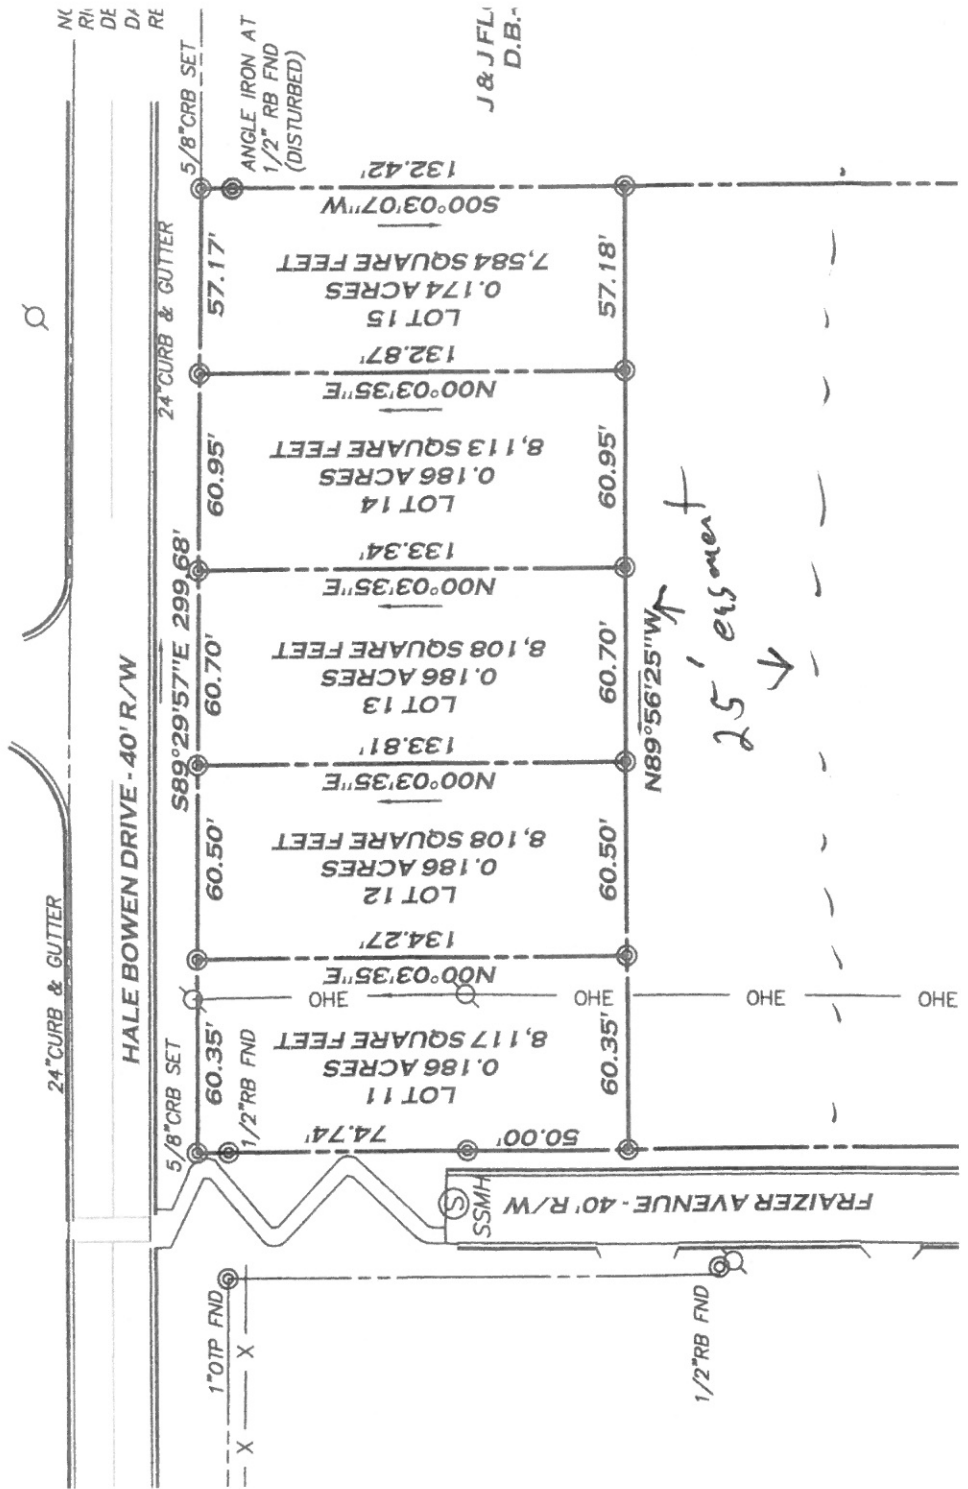 24"CURB & GUTTER
HALE BOWEN DRIVE - 40' R/W
24"CURB & GUTTER
5/8"CRB SET
S89°29'57"E 299.68'
5/8"CRB SET
60.35'
60.50'
60.70'
60.95'
57.17'
1/2"RB FND
ANGLE IRON AT
1/2" RB FND
(DISTURBED)
74.74'
50.00'
LOT 11
0.186 ACRES
8,117 SQUARE FEET
OHE
OHE
OHE
OHE
N00°03'35"E
134.27'
LOT 12
0.186 ACRES
8,108 SQUARE FEET
N00°03'35"E
133.81'
LOT 13
0.186 ACRES
8,108 SQUARE FEET
N00°03'35"E
133.34'
LOT 14
0.186 ACRES
8,113 SQUARE FEET
N00°03'35"E
132.87'
LOT 15
0.174 ACRES
7,584 SQUARE FEET
S00°03'07"W
132.42'
60.35'
60.50'
60.70'
60.95'
57.18'
N89°56'25"W
25' easment
J & J
D.B.
S
SSMH
FRAIZER AVENUE - 40' R/W
1"OTP FND
X
X
1/2"RB FND